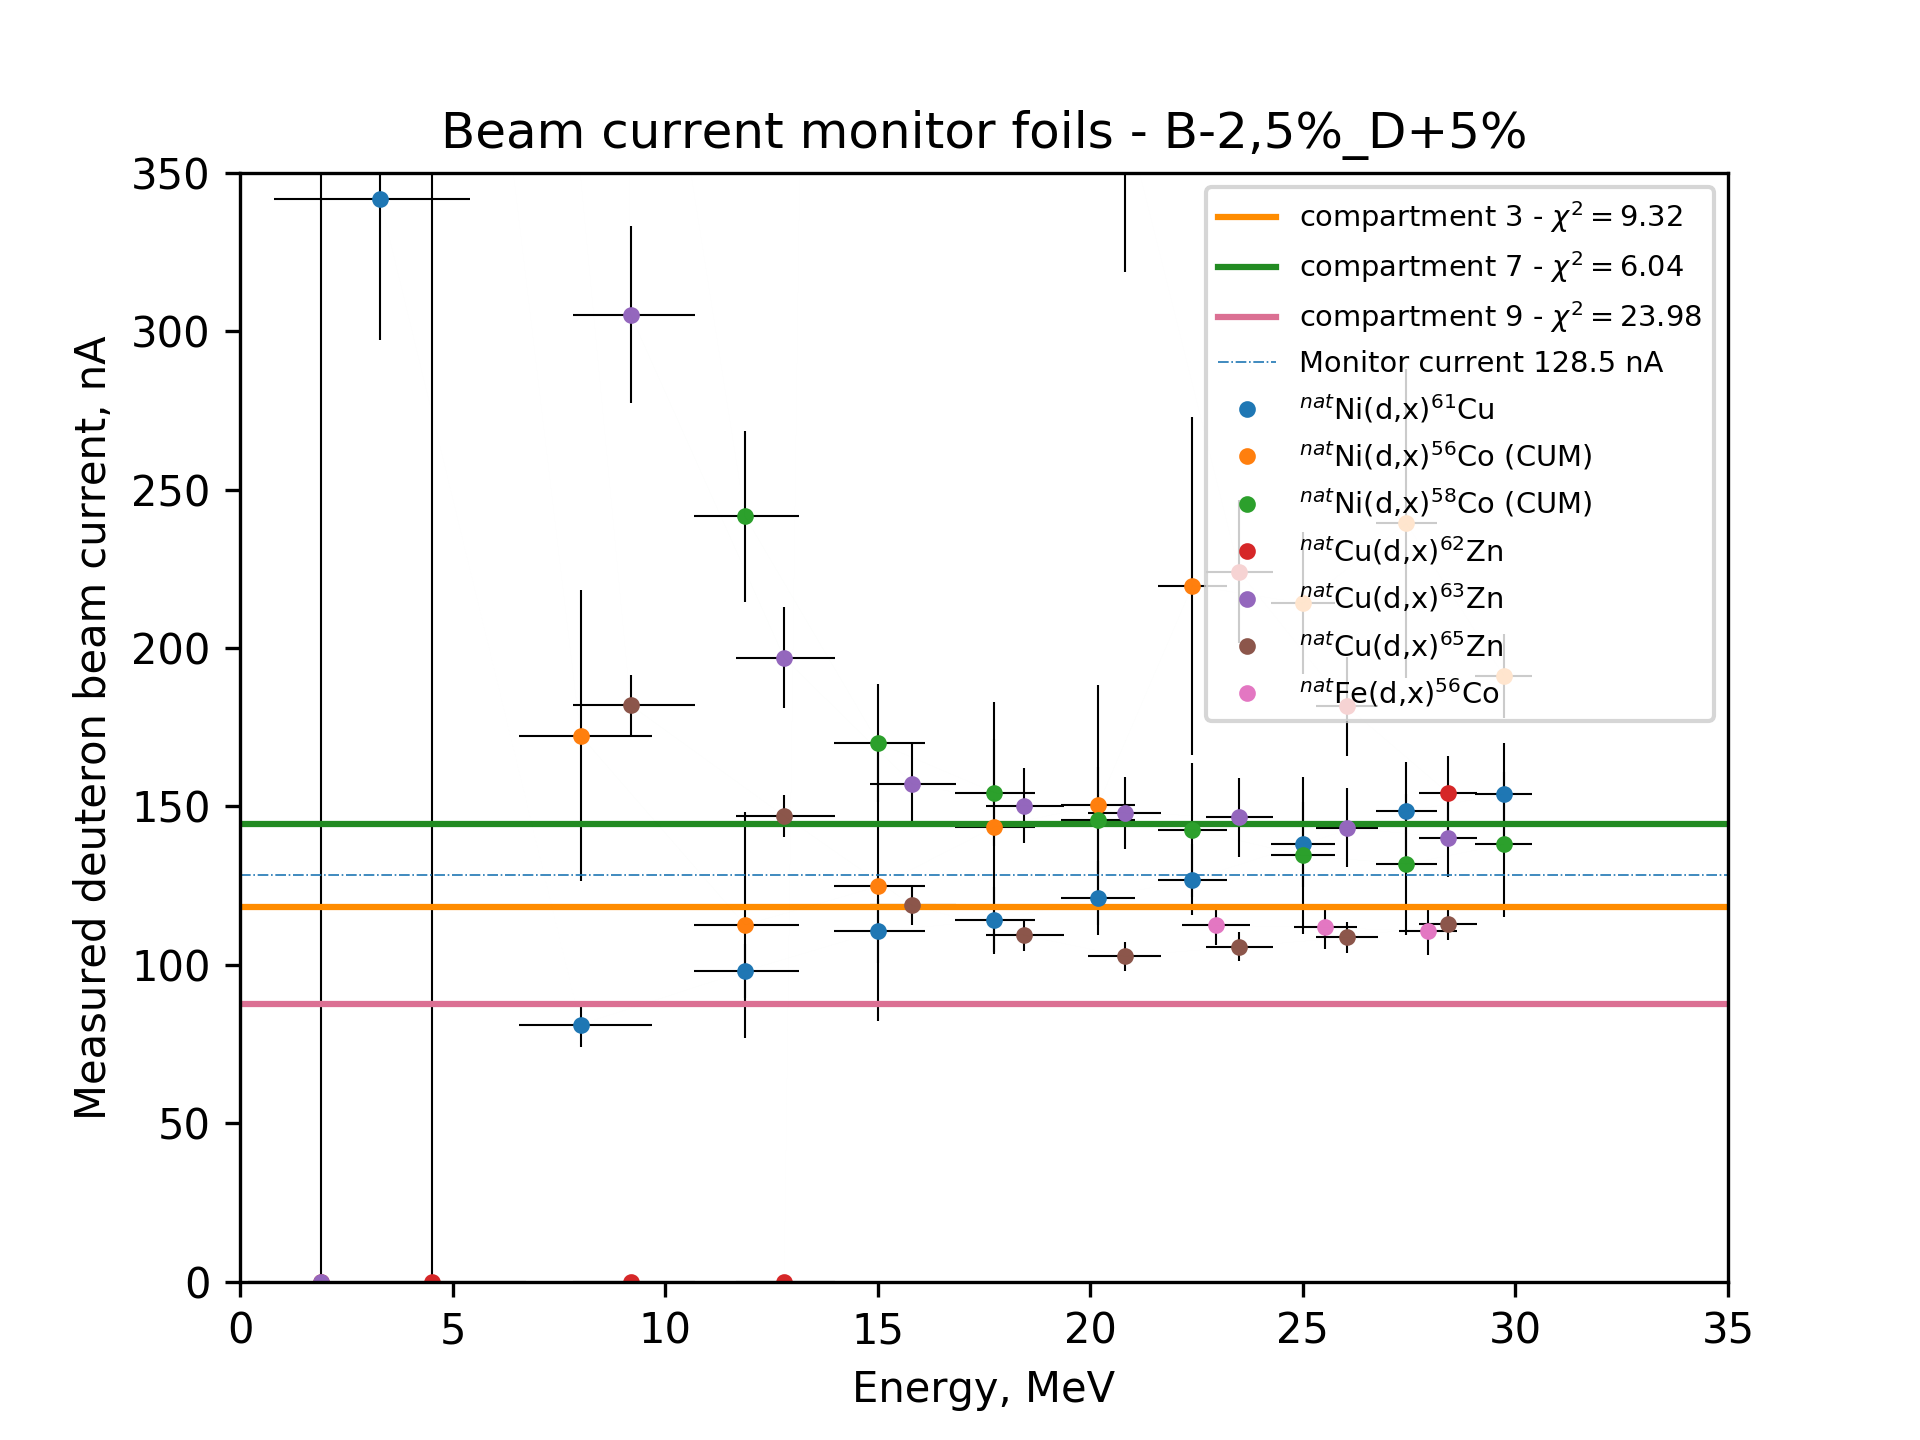 Beam current monitor foils - B-2,5%_D+5%
Measured deuteron beam current, nA
350
300
250
200
150
100
50
0
compartment 3 - χ² = 9.32
compartment 7 - χ² = 6.04
compartment 9 - χ² = 23.98
Monitor current 128.5 nA
ⁿᵃᵗNi(d,x)⁶¹Cu
ⁿᵃᵗNi(d,x)⁵⁶Co (CUM)
ⁿᵃᵗNi(d,x)⁵⁸Co (CUM)
ⁿᵃᵗCu(d,x)⁶²Zn
ⁿᵃᵗCu(d,x)⁶³Zn
ⁿᵃᵗCu(d,x)⁶⁵Zn
ⁿᵃᵗFe(d,x)⁵⁶Co
0 5 10 15 20 25 30 35
Energy, MeV